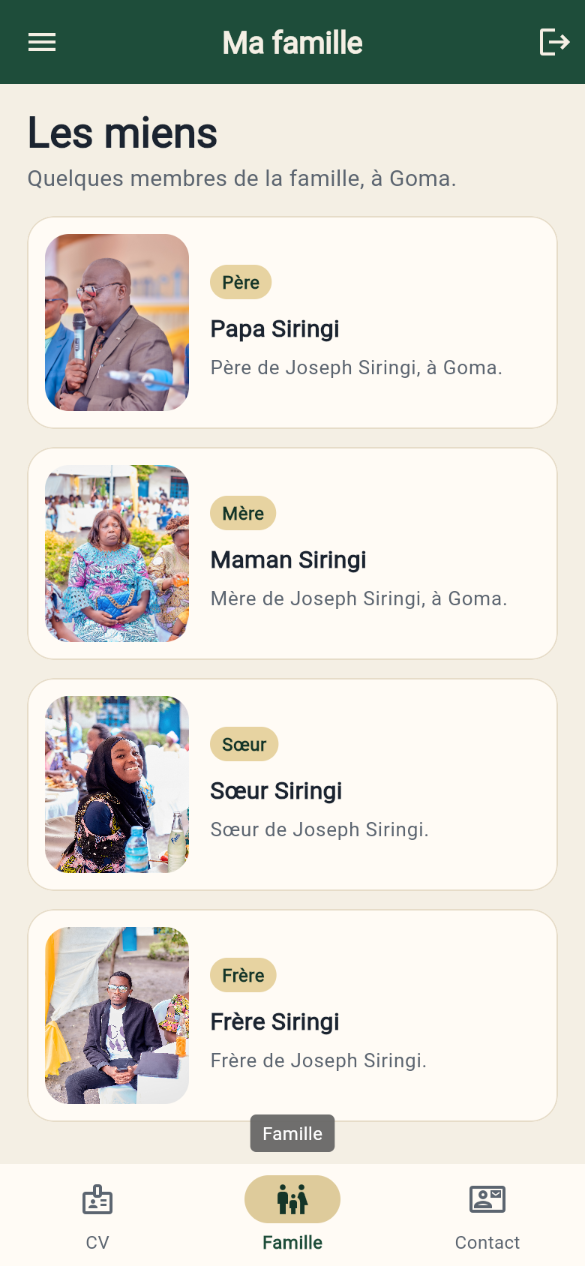 Ma famille
Les miens
Quelques membres de la famille, à Goma.
Père
Papa Siringi
Père de Joseph Siringi, à Goma.
Mère
Maman Siringi
Mère de Joseph Siringi, à Goma.
Sœur
Sœur Siringi
Sœur de Joseph Siringi.
Frère
Frère Siringi
Frère de Joseph Siringi.
Famille
CV
Famille
Contact